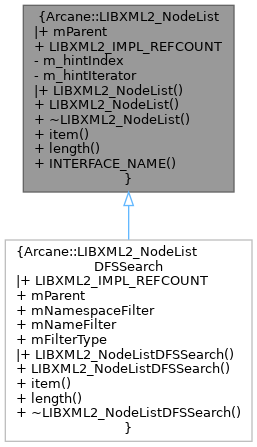 {Arcane::LIBXML2_NodeList
|+ mParent
+ LIBXML2_IMPL_REFCOUNT
- m_hintIndex
- m_hintIterator
|+ LIBXML2_NodeList()
+ LIBXML2_NodeList()
+ ~LIBXML2_NodeList()
+ item()
+ length()
+ INTERFACE_NAME()
}
{Arcane::LIBXML2_NodeList
DFSSearch
|+ LIBXML2_IMPL_REFCOUNT
+ mParent
+ mNamespaceFilter
+ mNameFilter
+ mFilterType
|+ LIBXML2_NodeListDFSSearch()
+ LIBXML2_NodeListDFSSearch()
+ item()
+ length()
+ ~LIBXML2_NodeListDFSSearch()
}